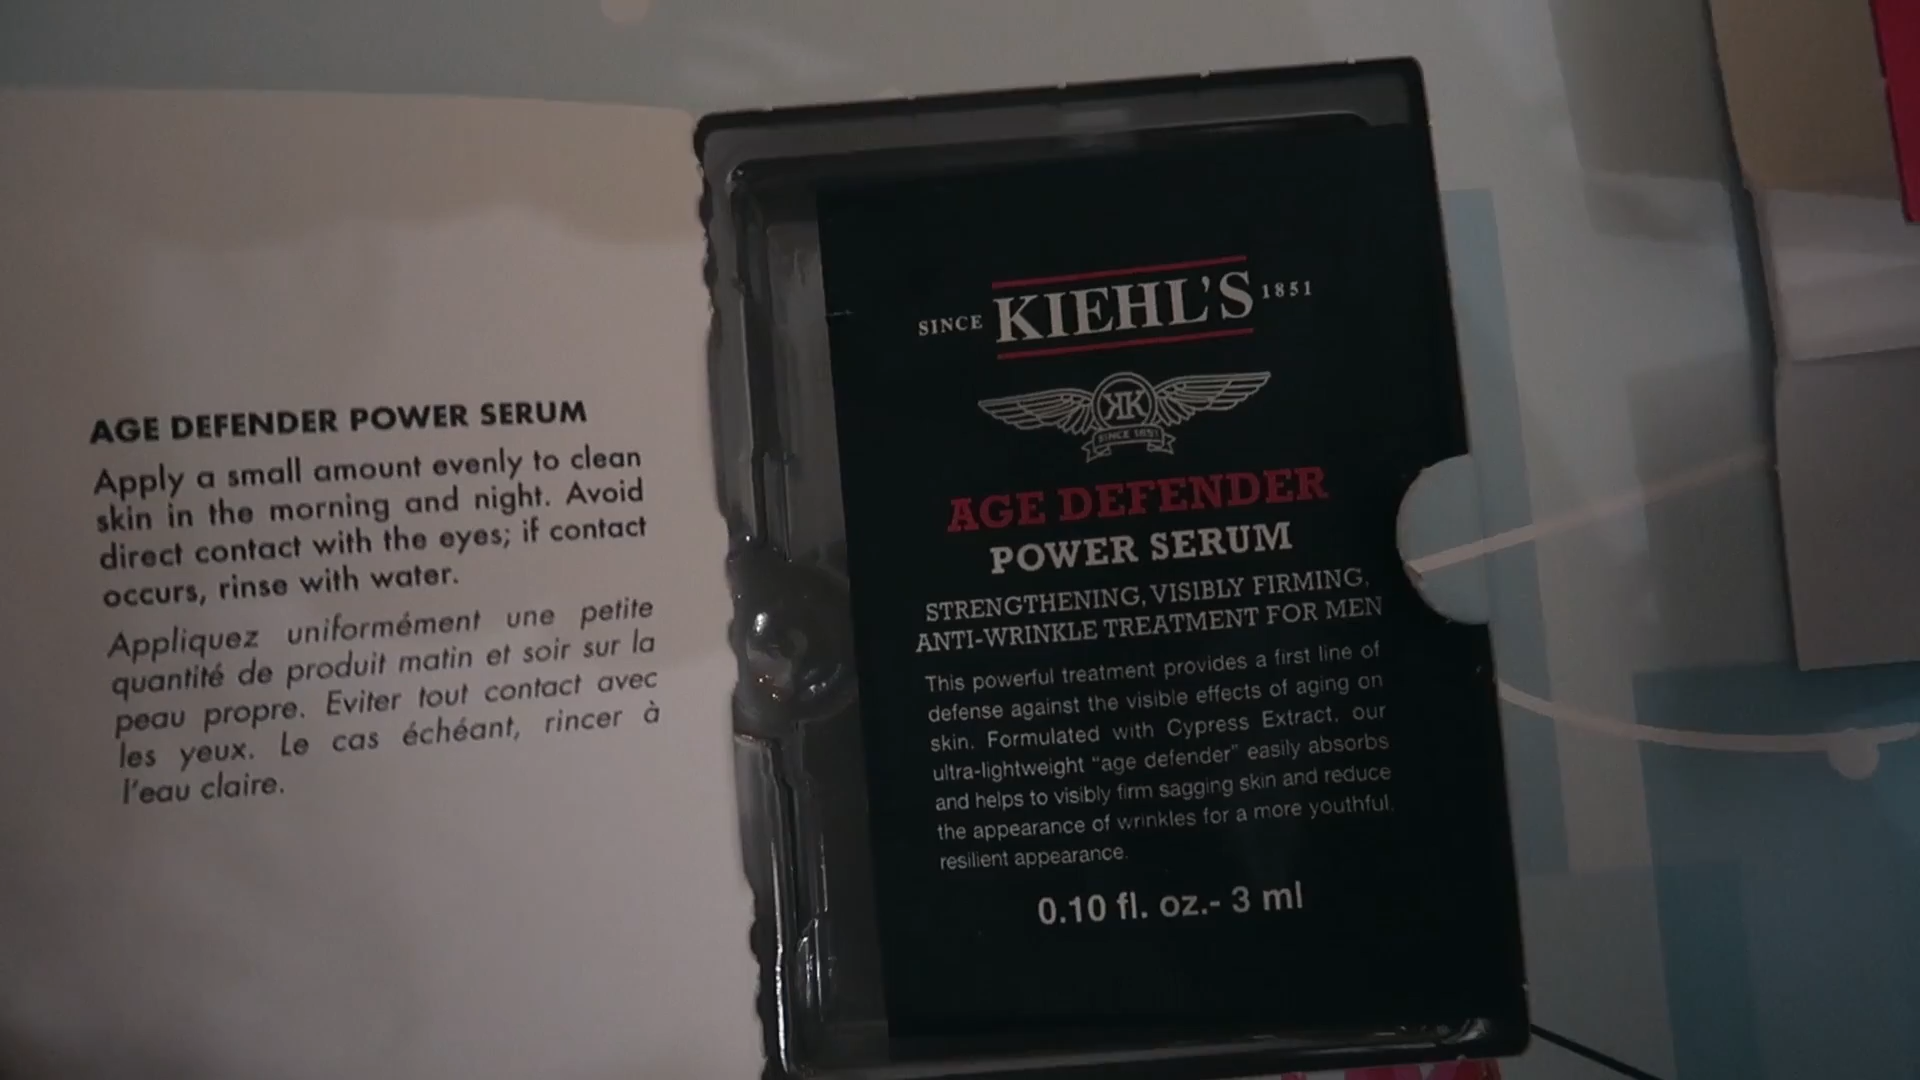 AGE DEFENDER POWER SERUM
Apply a small amount evenly to clean
skin in the morning and night. Avoid
direct contact with the eyes; if contact
occurs, rinse with water.
Appliquez uniformément une petite
quantité de produit matin et soir sur la
peau propre. Eviter tout contact avec
les yeux. Le cas échéant, rincer à
l'eau claire.
SINCE KIEHL'S 1851
KK
SINCE 1851
AGE DEFENDER
POWER SERUM
STRENGTHENING, VISIBLY FIRMING,
ANTI-WRINKLE TREATMENT FOR MEN
This powerful treatment provides a first line of
defense against the visible effects of aging on
skin. Formulated with Cypress Extract, our
ultra-lightweight "age defender" easily absorbs
and helps to visibly firm sagging skin and reduce
the appearance of wrinkles for a more youthful,
resilient appearance.
0.10 fl. oz.- 3 ml